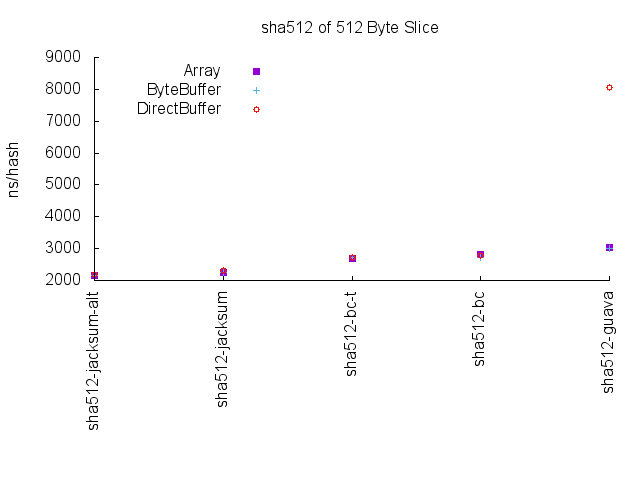 sha512 of 512 Byte Slice
9000
8000
7000
6000
5000
4000
3000
2000
ns/hash
Array
ByteBuffer
DirectBuffer
sha512-jacksum-alt
sha512-jacksum
sha512-bc-t
sha512-bc
sha512-guava